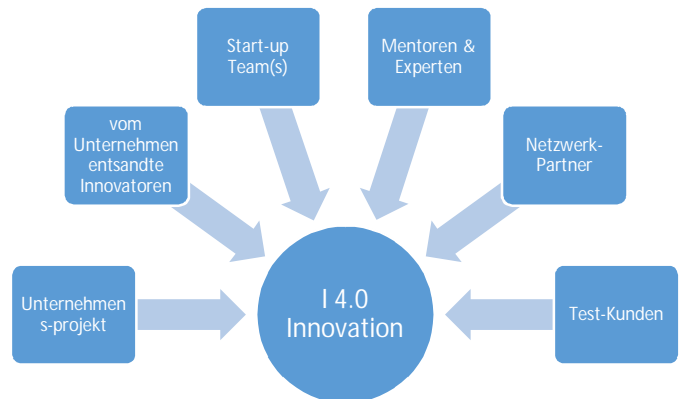 Start-up
Team(s)
Mentoren &
Experten
vom
Unternehmen
entsandte
Innovatoren
Netzwerk-
Partner
Unternehmen
s-projekt
I 4.0
Innovation
Test-Kunden